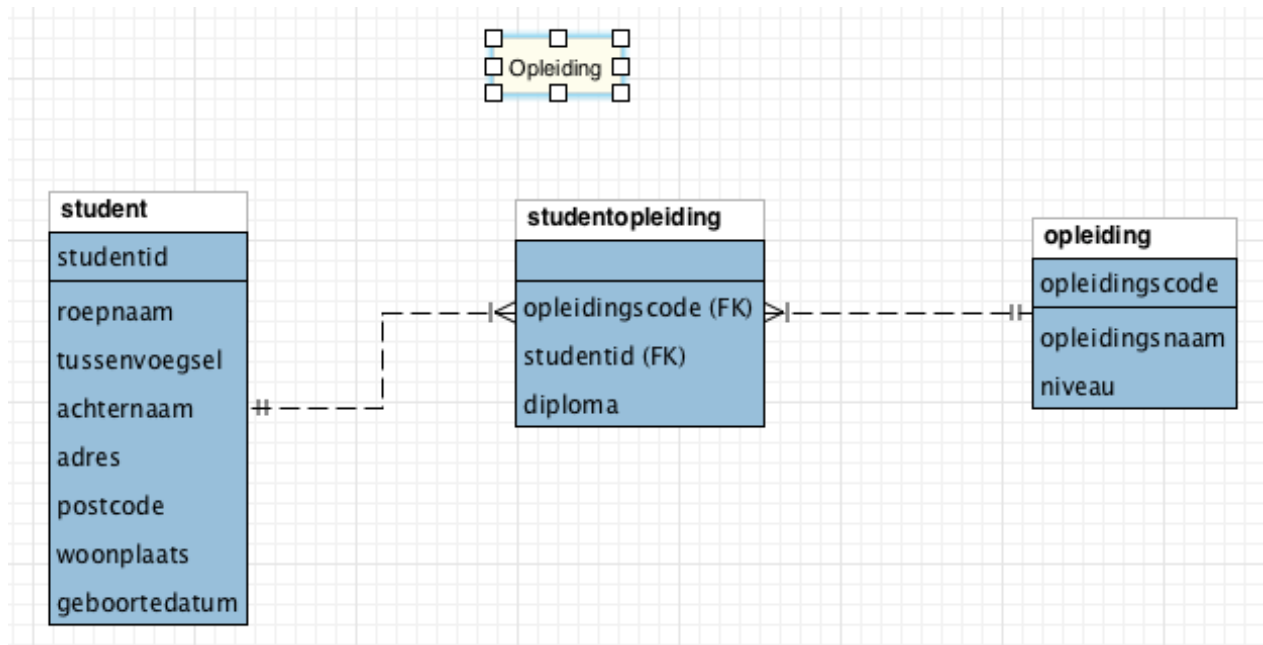 Opleiding
student
studentid
roepnaam
tussenvoegsel
achternaam
adres
postcode
woonplaats
geboortedatum
studentopleiding
opleidingscode (FK)
studentid (FK)
diploma
opleiding
opleidingscode
opleidingsnaam
niveau